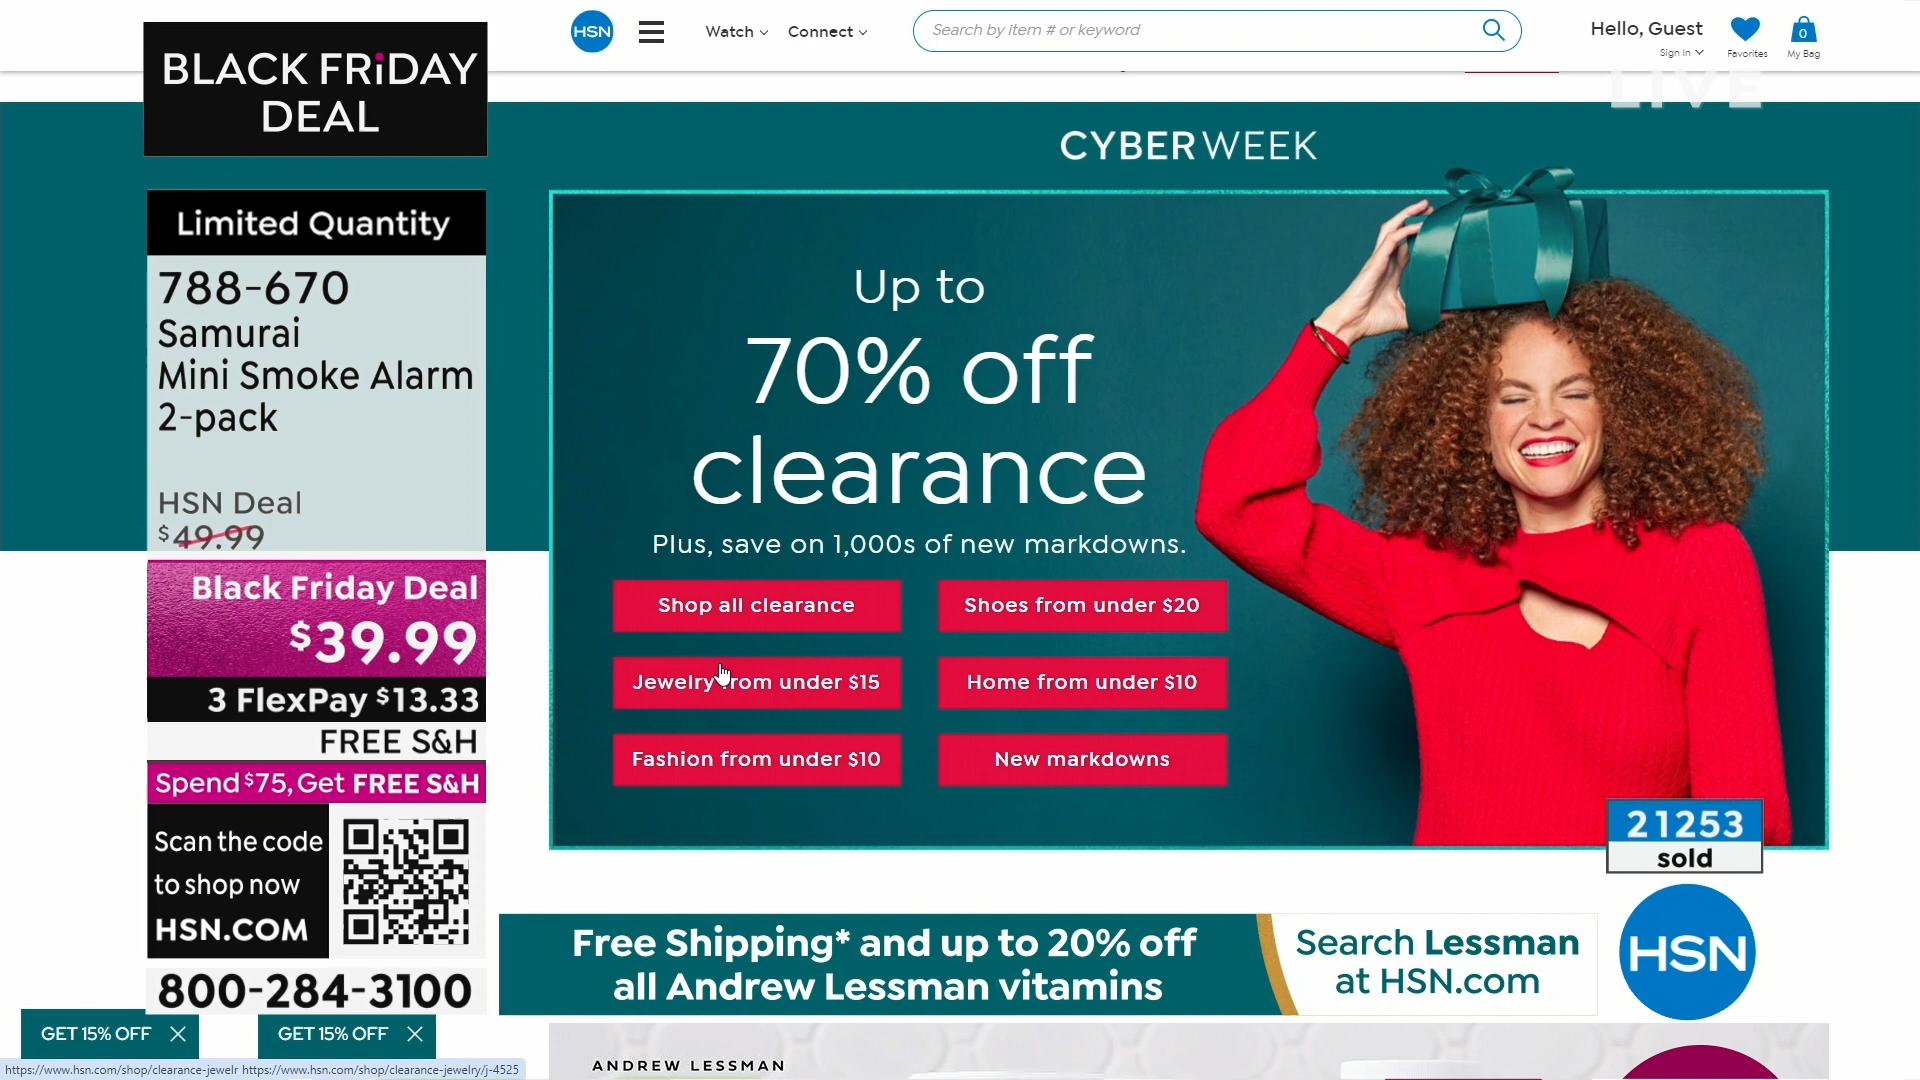 BLACK FRiDAY
DEAL
HSN
Watch
Connect
Search by item # or keyword
Hello, Guest
Sign In
Favorites
0
My Bag
LIVE
CYBERWEEK
Limited Quantity
788-670
Samurai
Mini Smoke Alarm
2-pack
HSN Deal
$49.99
Black Friday Deal
$39.99
3 FlexPay $13.33
FREE S&H
Spend $75, Get FREE S&H
Scan the code
to shop now
HSN.COM
800-284-3100
Up to
70% off
clearance
Plus, save on 1,000s of new markdowns.
Shop all clearance
Shoes from under $20
Jewelry from under $15
Home from under $10
Fashion from under $10
New markdowns
21253
sold
Free Shipping* and up to 20% off
all Andrew Lessman vitamins
Search Lessman
at HSN.com
HSN
GET 15% OFF
GET 15% OFF
ANDREW LESSMAN
https://www.hsn.com/shop/clearance-jewelr https://www.hsn.com/shop/clearance-jewelry/j-4525